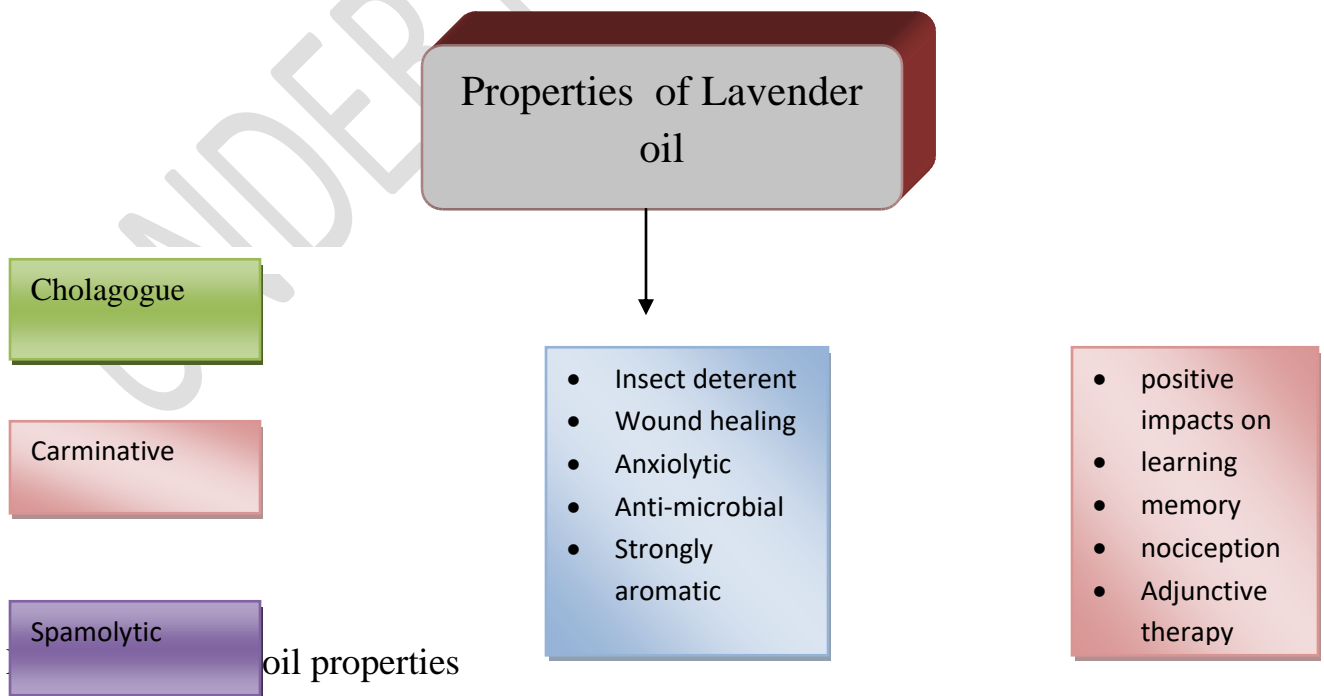 Properties of Lavender
oil
Cholagogue
Carminative
Spamolytic
• Insect deterent
• Wound healing
• Anxiolytic
• Anti-microbial
• Strongly
aromatic
• positive
impacts on
• learning
• memory
• nociception
• Adjunctive
therapy
oil properties